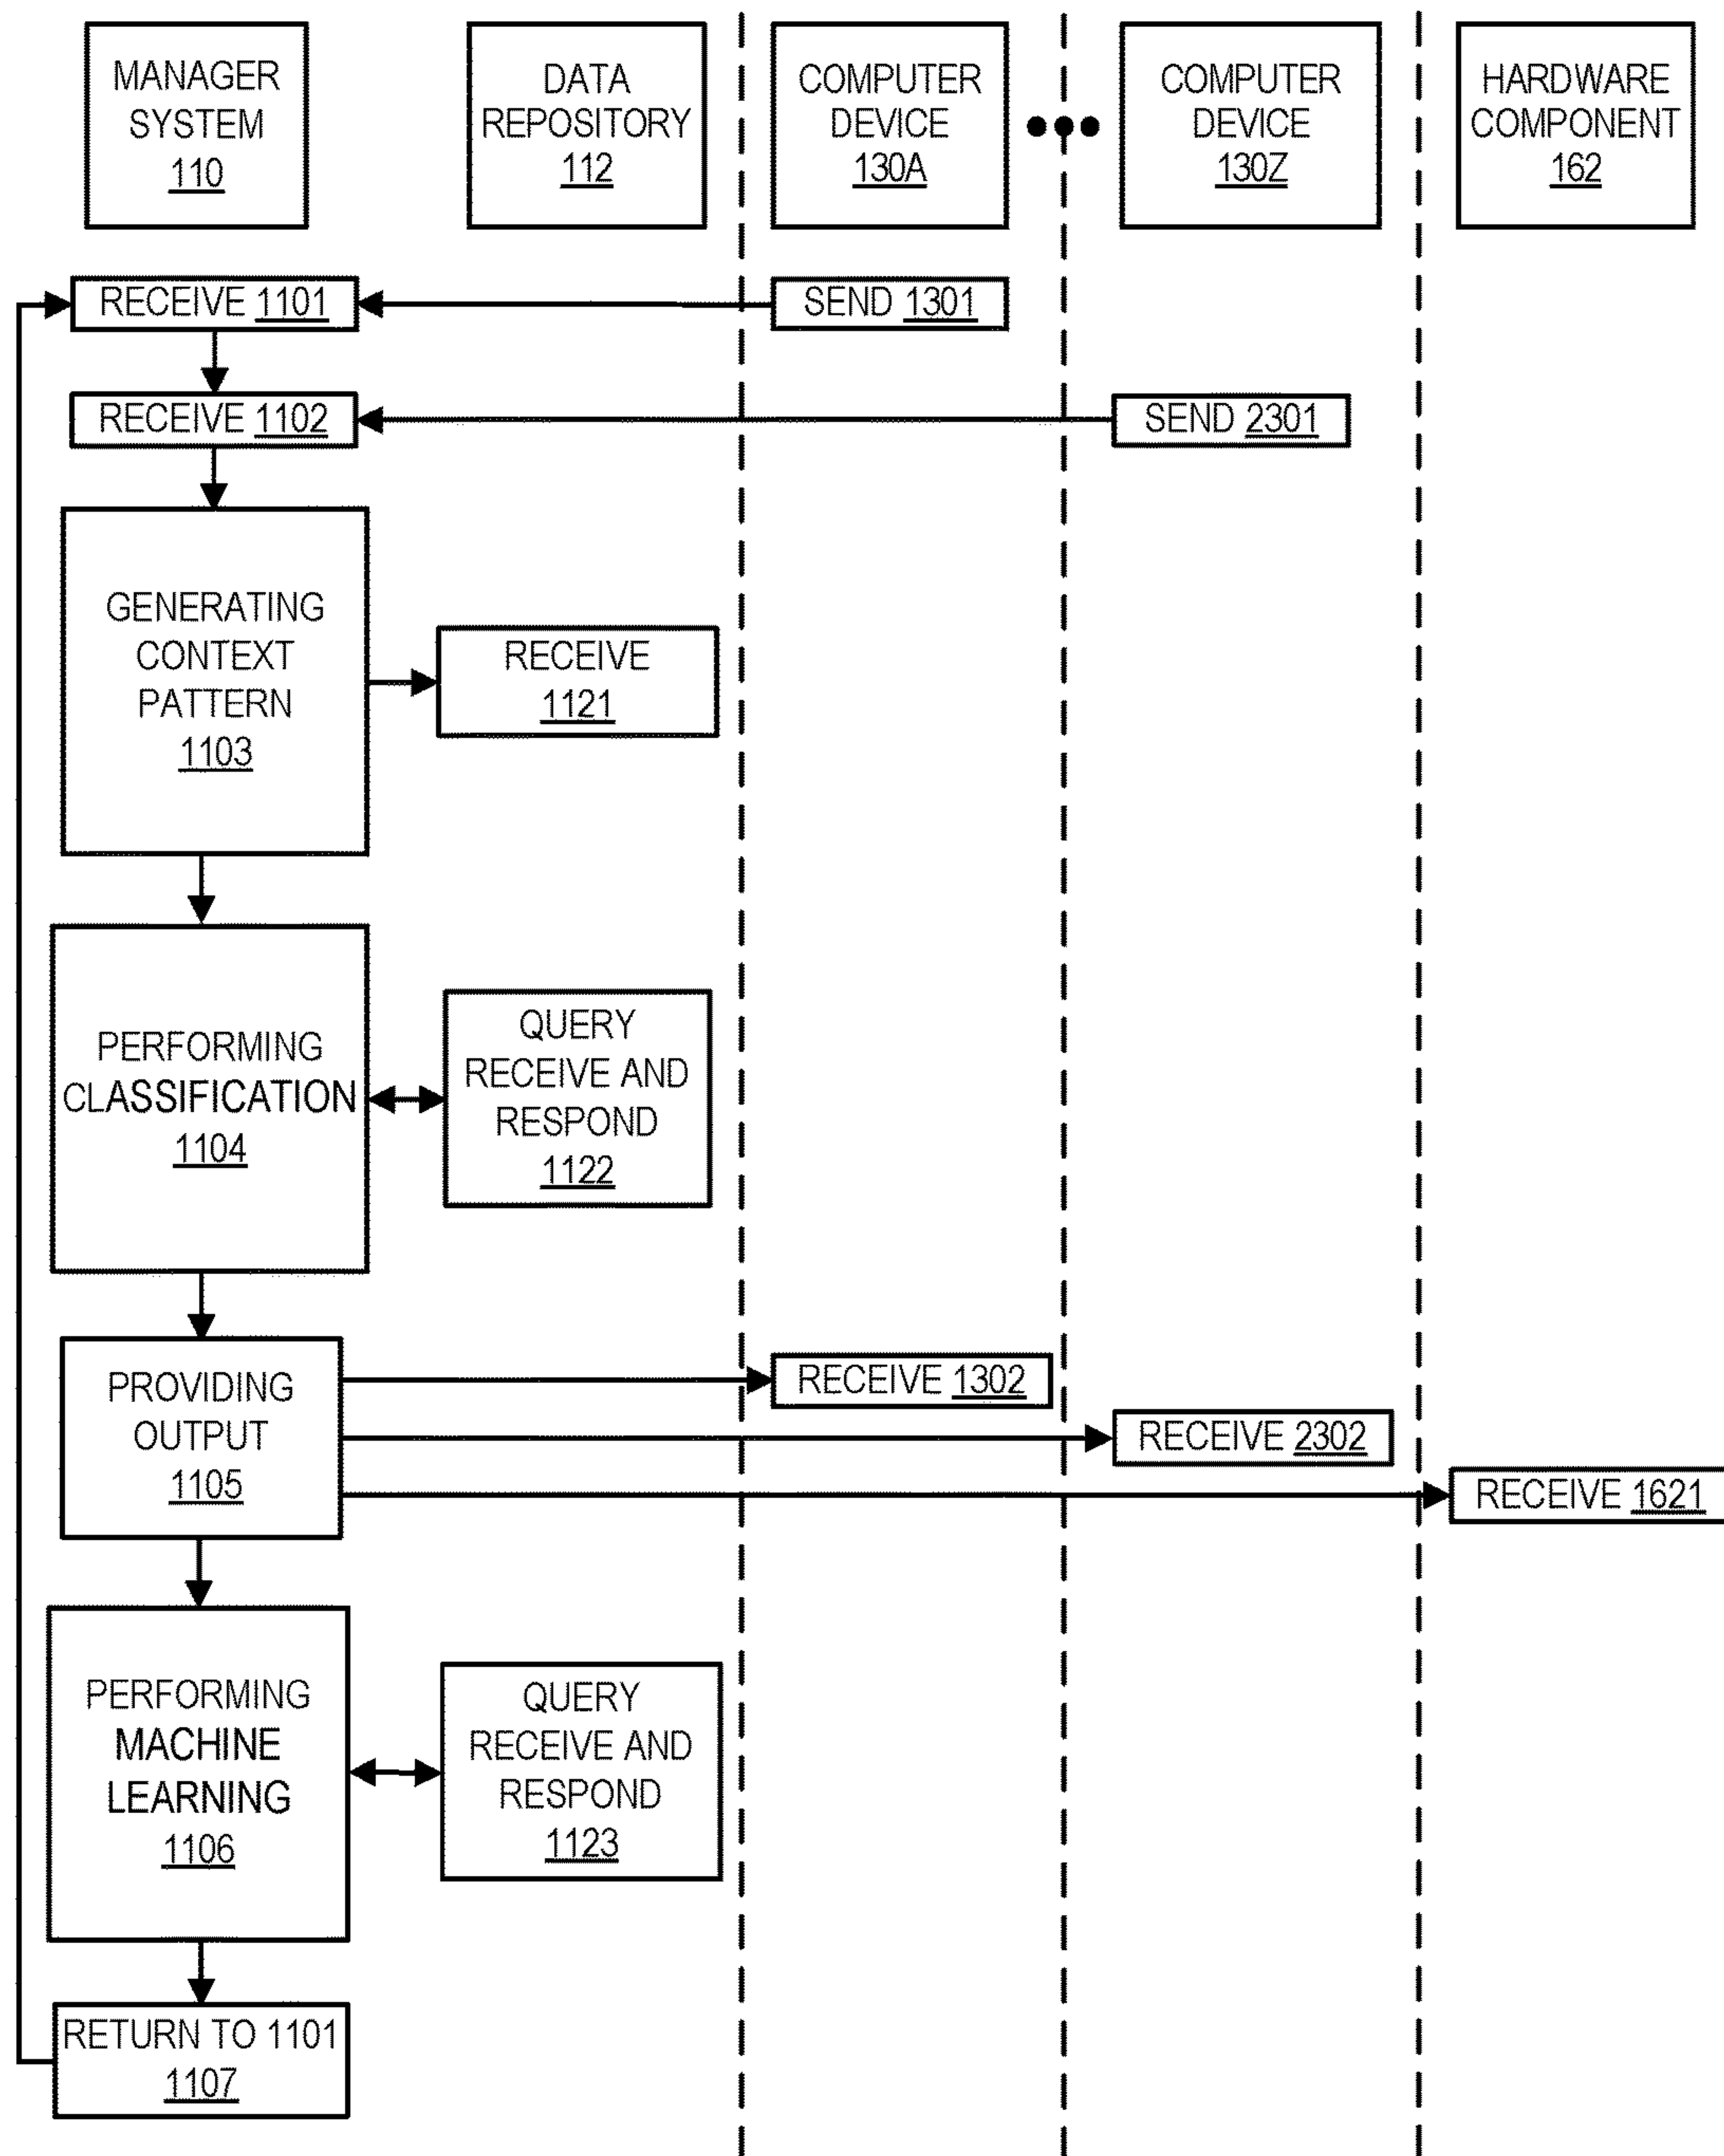 MANAGER
SYSTEM
110
DATA
REPOSITORY
112
COMPUTER
DEVICE
130A
COMPUTER
DEVICE
130Z
HARDWARE
COMPONENT
162
RECEIVE 1101
SEND 1301
RECEIVE 1102
SEND 2301
GENERATING
CONTEXT
PATTERN
1103
RECEIVE
1121
PERFORMING
CLASSIFICATION
1104
QUERY
RECEIVE AND
RESPOND
1122
PROVIDING
OUTPUT
1105
RECEIVE 1302
RECEIVE 2302
RECEIVE 1621
PERFORMING
MACHINE
LEARNING
1106
QUERY
RECEIVE AND
RESPOND
1123
RETURN TO 1101
1107